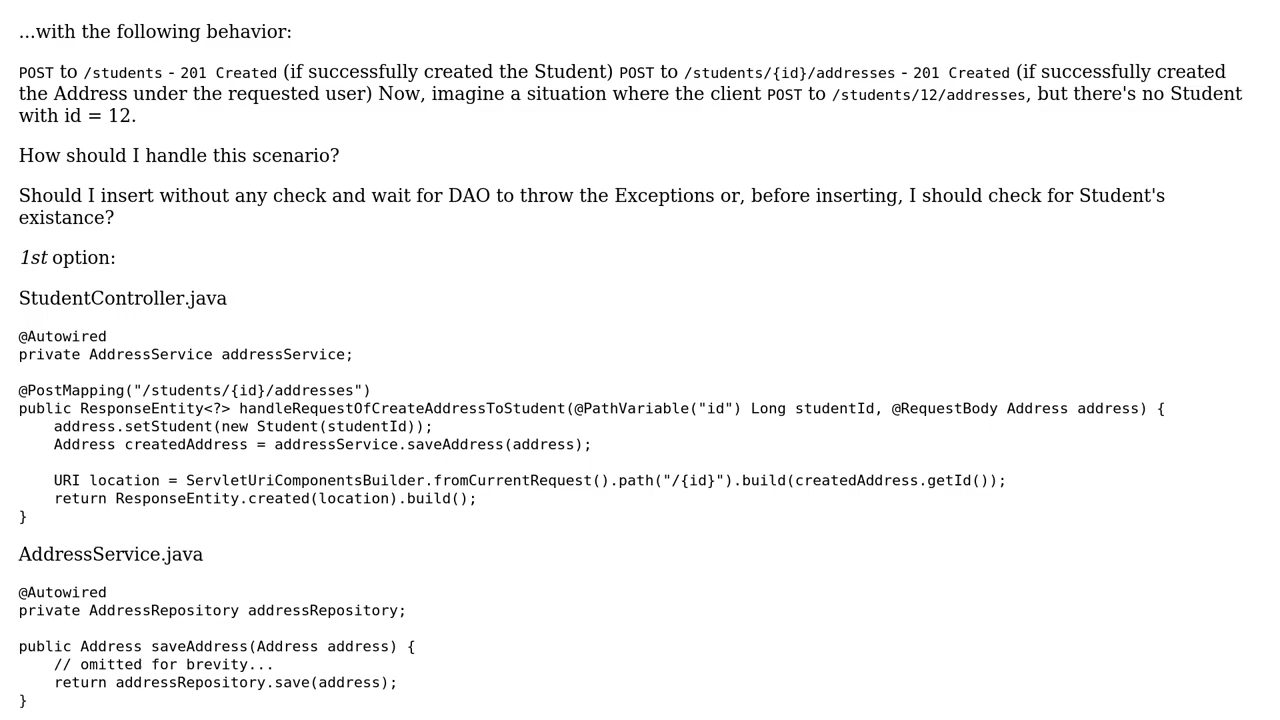 ...with the following behavior:
POST to /students - 201 Created (if successfully created the Student) POST to /students/{id}/addresses - 201 Created (if successfully created
the Address under the requested user) Now, imagine a situation where the client POST to /students/12/addresses, but there's no Student
with id = 12.
How should I handle this scenario?
Should I insert without any check and wait for DAO to throw the Exceptions or, before inserting, I should check for Student's
existance?
1st option:
StudentController.java
@Autowired
private AddressService addressService;
@PostMapping("/students/{id}/addresses")
public ResponseEntity<?> handleRequestOfCreateAddressToStudent(@PathVariable("id") Long studentId, @RequestBody Address address) {
    address.setStudent(new Student(studentId));
    Address createdAddress = addressService.saveAddress(address);
    URI location = ServletUriComponentsBuilder.fromCurrentRequest().path("/{id}").build(createdAddress.getId());
    return ResponseEntity.created(location).build();
}
AddressService.java
@Autowired
private AddressRepository addressRepository;
public Address saveAddress(Address address) {
    // omitted for brevity...
    return addressRepository.save(address);
}